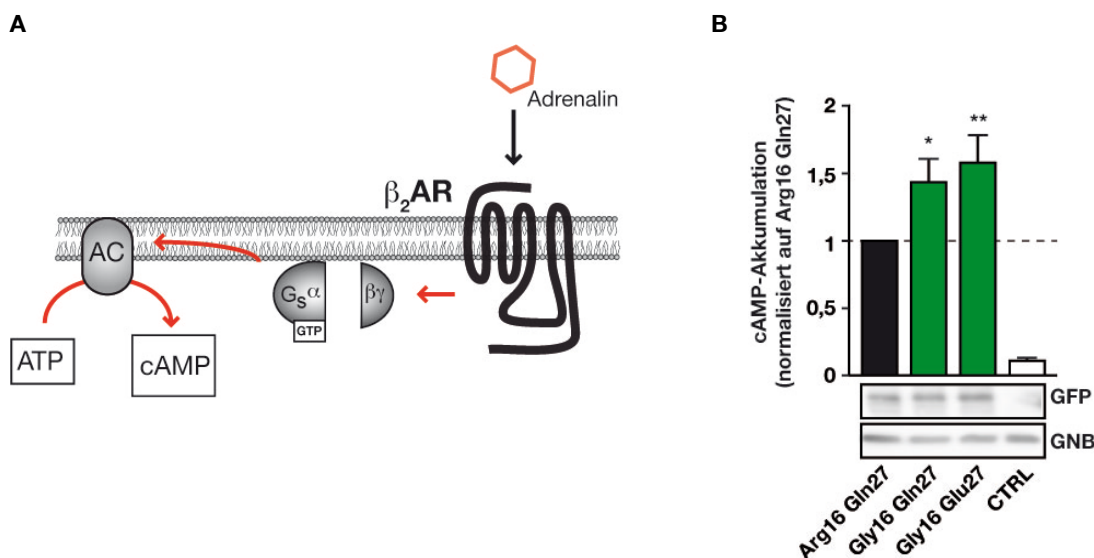 A
Adrenalin
β₂AR
AC
Gₛα
GTP
βγ
ATP
cAMP
B
cAMP-Akkumulation
(normalisiert auf Arg16 Gln27)
2
1,5
1
0,5
0
*
**
GFP
GNB
Arg16 Gln27
Gly16 Gln27
Gly16 Glu27
CTRL